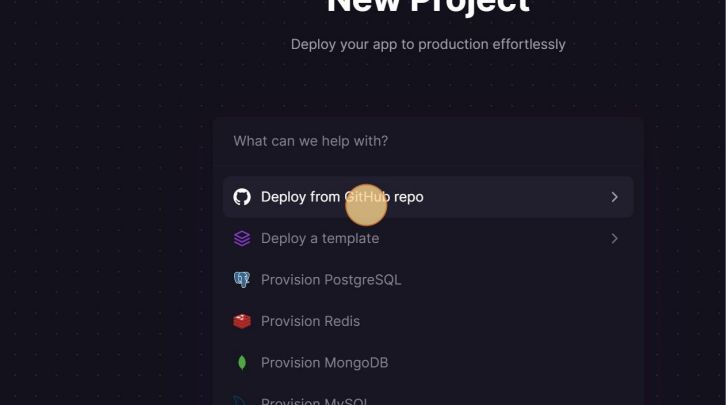 New Project
Deploy your app to production effortlessly
What can we help with?
Deploy from GitHub repo
Deploy a template
Provision PostgreSQL
Provision Redis
Provision MongoDB
Provision MySQL